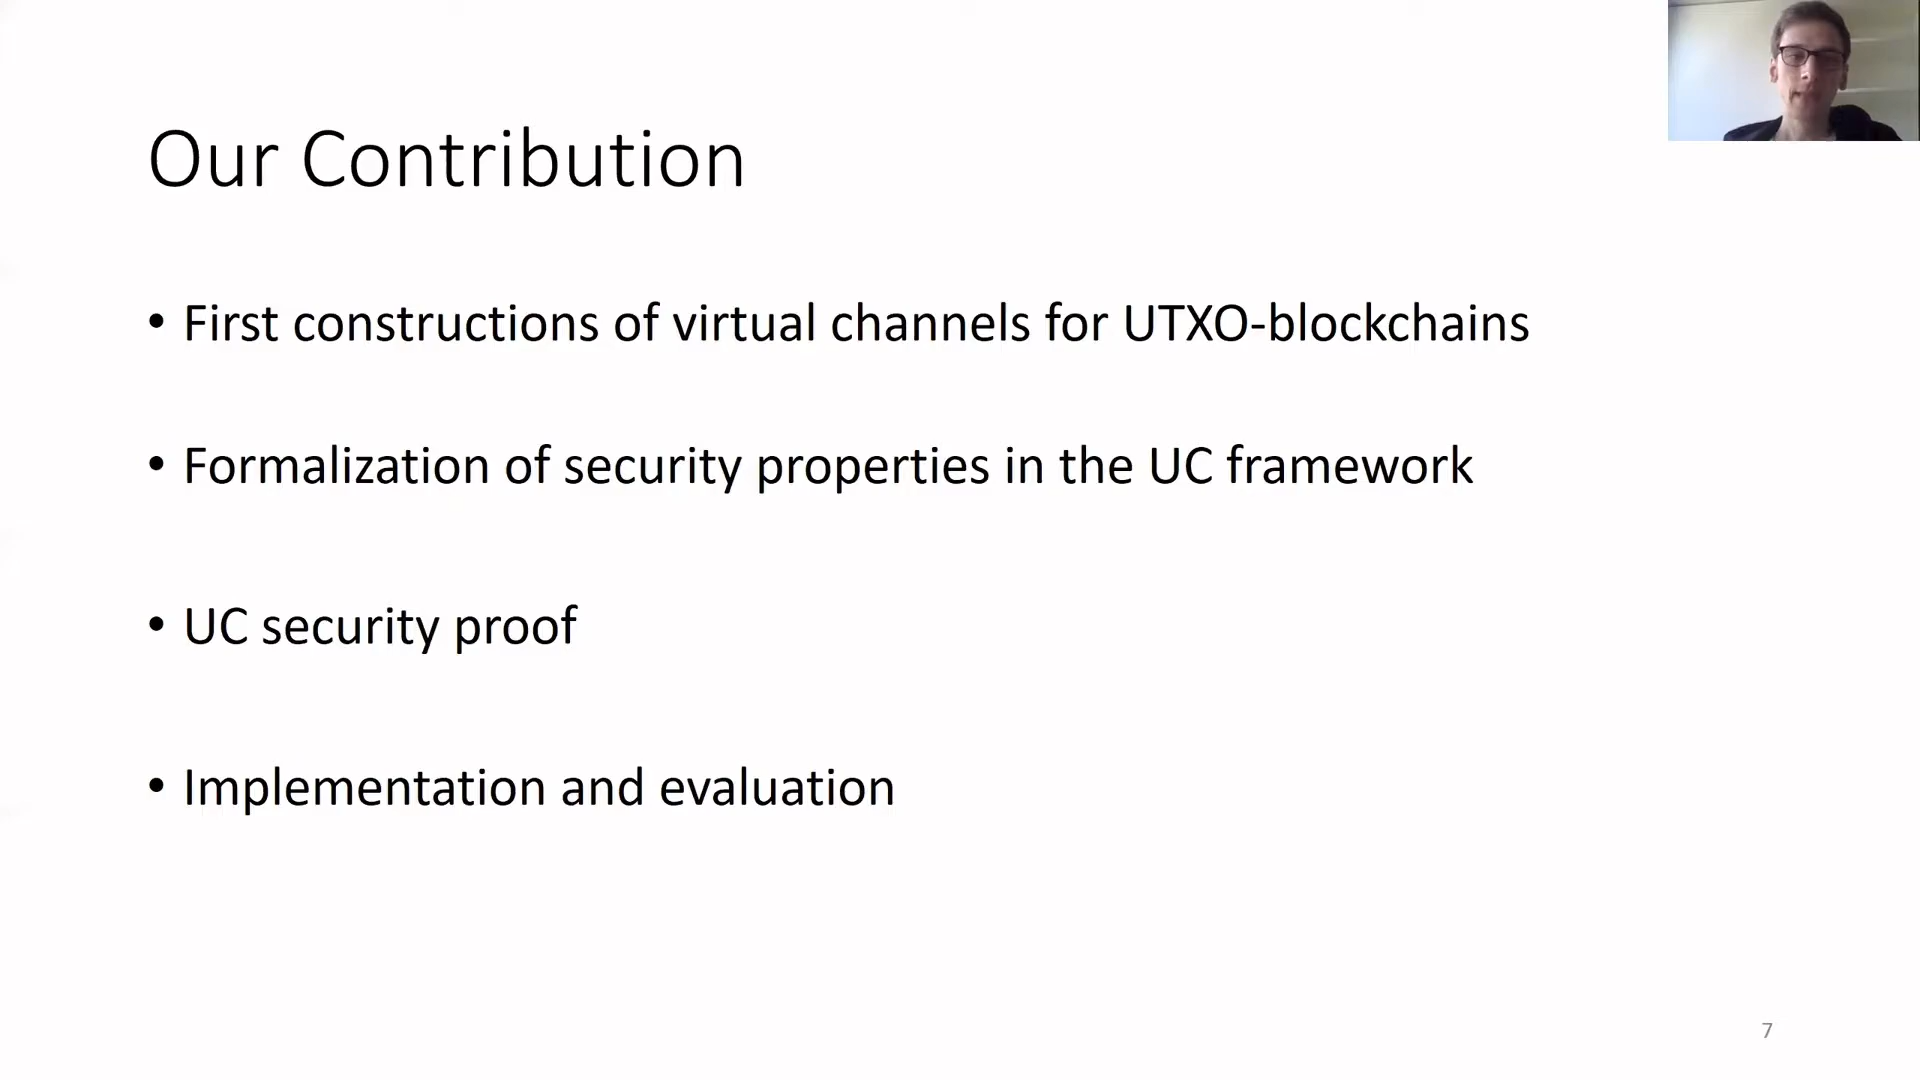 Our Contribution
• First constructions of virtual channels for UTXO-blockchains
• Formalization of security properties in the UC framework
• UC security proof
• Implementation and evaluation
7